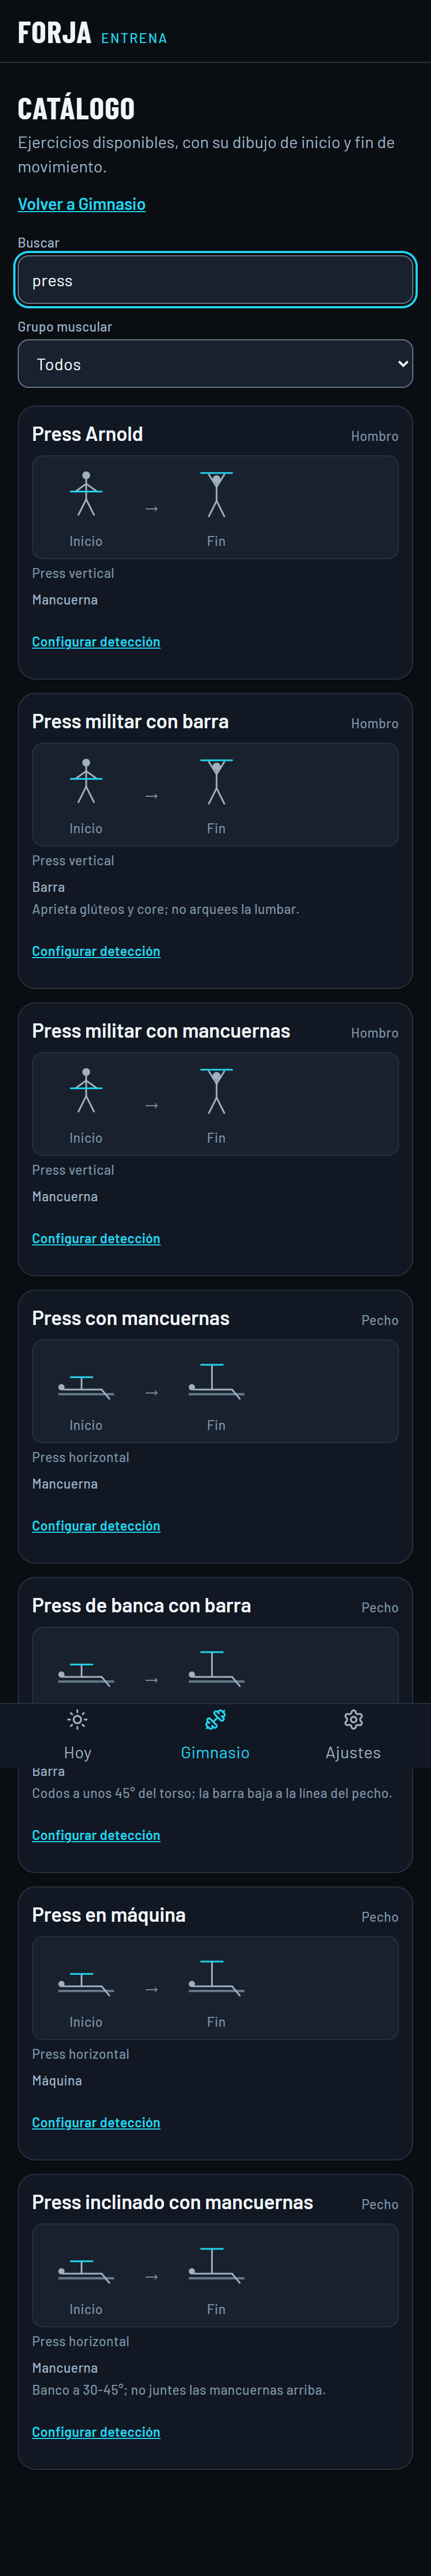 FORJA ENTRENA
CATÁLOGO
Ejercicios disponibles, con su dibujo de inicio y fin de
movimiento.
Volver a Gimnasio
Buscar
press
Grupo muscular
Todos
Press Arnold Hombro
→
Inicio Fin
Press vertical
Mancuerna
Configurar detección
Press militar con barra Hombro
→
Inicio Fin
Press vertical
Barra
Aprieta glúteos y core; no arquees la lumbar.
Configurar detección
Press militar con mancuernas Hombro
→
Inicio Fin
Press vertical
Mancuerna
Configurar detección
Press con mancuernas Pecho
→
Inicio Fin
Press horizontal
Mancuerna
Configurar detección
Press de banca con barra Pecho
→
Hoy Gimnasio Ajustes
Barra
Codos a unos 45° del torso; la barra baja a la línea del pecho.
Configurar detección
Press en máquina Pecho
→
Inicio Fin
Press horizontal
Máquina
Configurar detección
Press inclinado con mancuernas Pecho
→
Inicio Fin
Press horizontal
Mancuerna
Banco a 30-45°; no juntes las mancuernas arriba.
Configurar detección